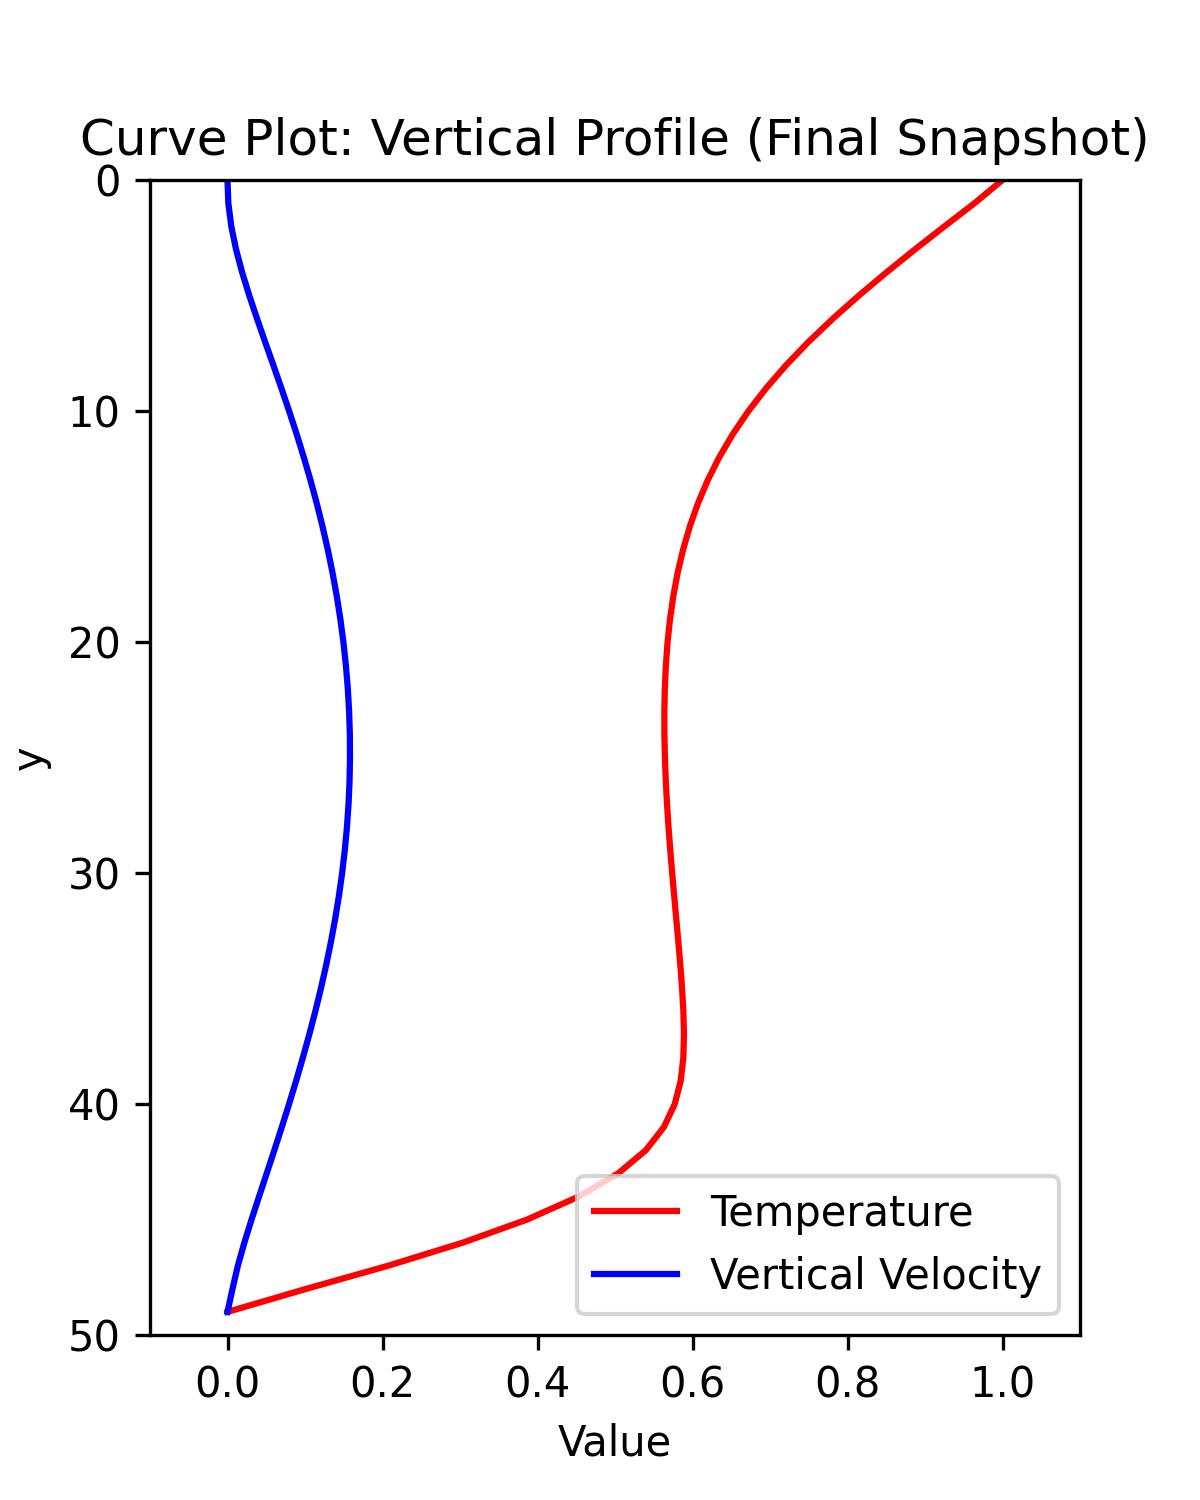 Curve Plot: Vertical Profile (Final Snapshot)
0
10
20
30
40
50
y
Temperature
Vertical Velocity
0.0 0.2 0.4 0.6 0.8 1.0
Value